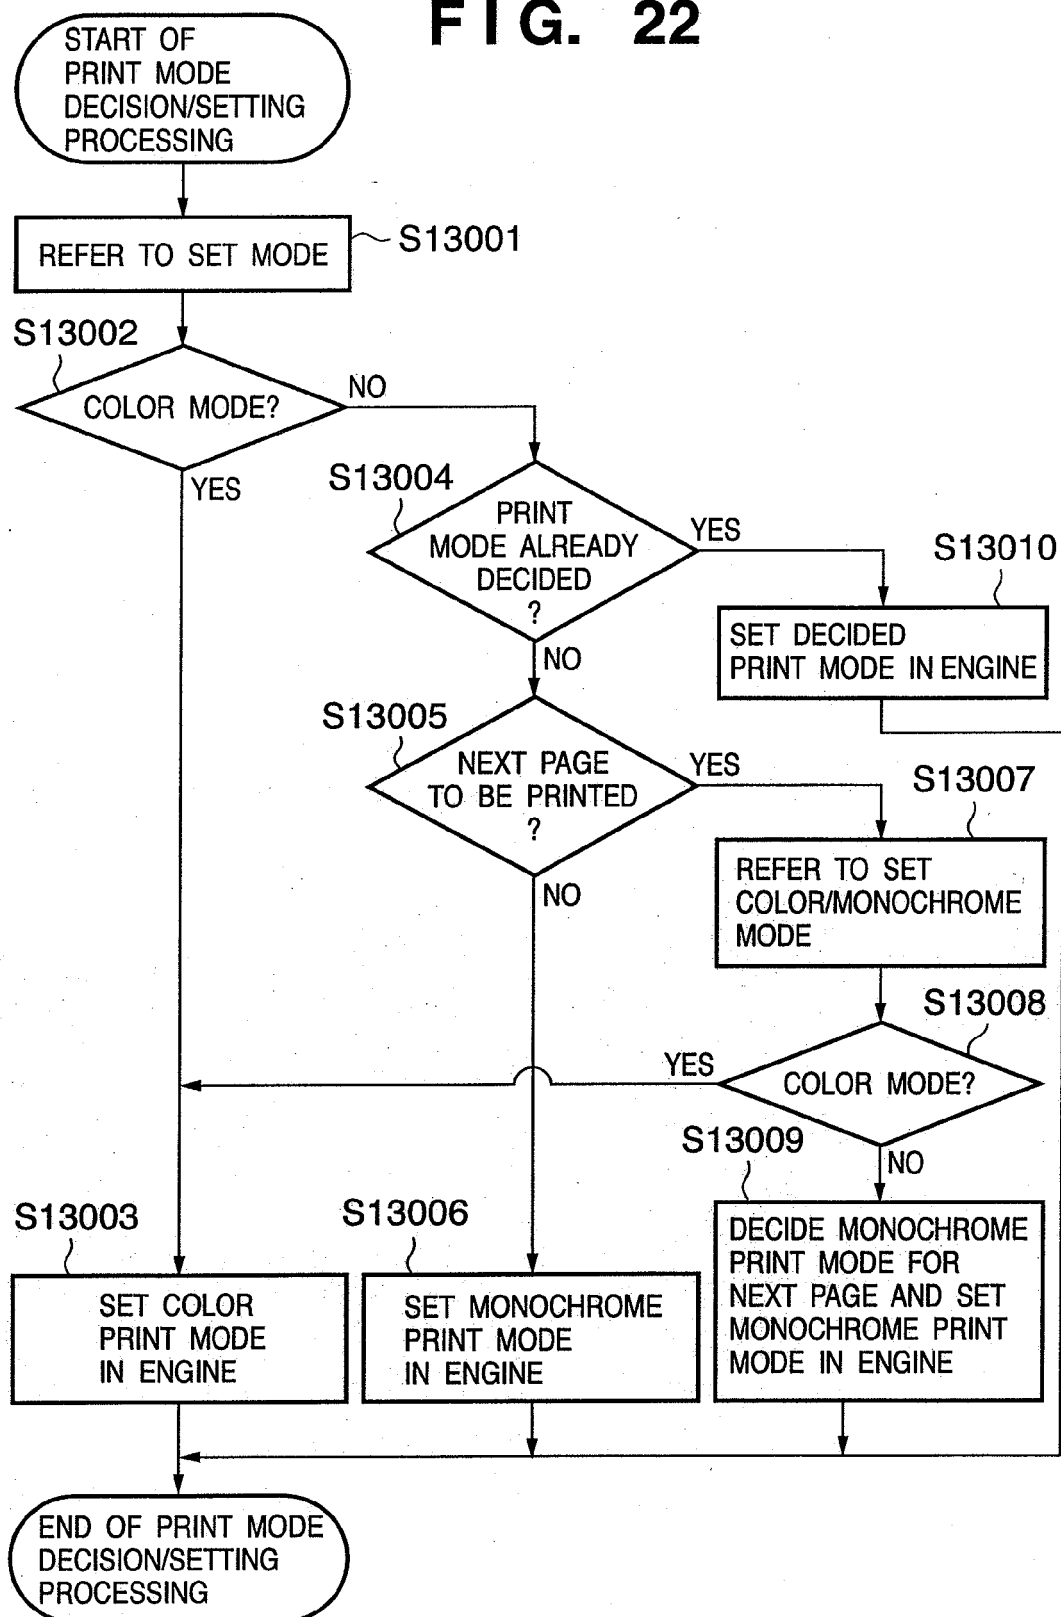 FIG. 22
START OF
PRINT MODE
DECISION/SETTING
PROCESSING
REFER TO SET MODE
S13001
S13002
COLOR MODE?
NO
YES
S13004
PRINT
MODE ALREADY
DECIDED
?
YES
NO
S13010
SET DECIDED
PRINT MODE IN ENGINE
S13005
NEXT PAGE
TO BE PRINTED
?
YES
NO
S13007
REFER TO SET
COLOR/MONOCHROME
MODE
S13008
COLOR MODE?
YES
NO
S13003
SET COLOR
PRINT MODE
IN ENGINE
S13006
SET MONOCHROME
PRINT MODE
IN ENGINE
S13009
DECIDE MONOCHROME
PRINT MODE FOR
NEXT PAGE AND SET
MONOCHROME PRINT
MODE IN ENGINE
END OF PRINT MODE
DECISION/SETTING
PROCESSING